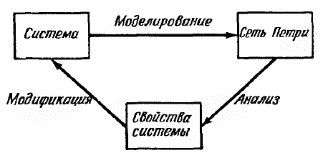 Моделирование
Система
Сеть Петри
Модификация
Анализ
Свойства
системы